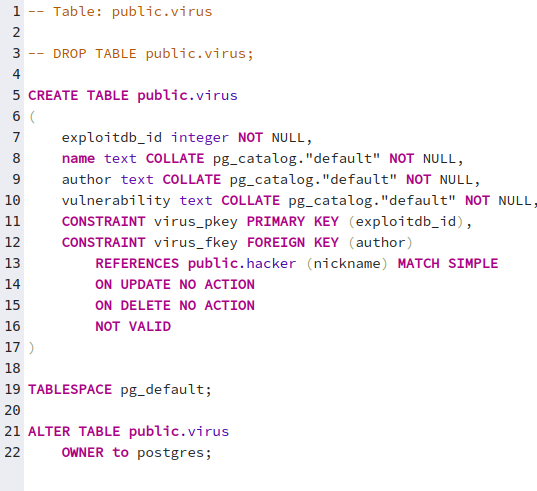 1 -- Table: public.virus
2
3 -- DROP TABLE public.virus;
4
5 CREATE TABLE public.virus
6 (
7     exploitdb_id integer NOT NULL,
8     name text COLLATE pg_catalog."default" NOT NULL,
9     author text COLLATE pg_catalog."default" NOT NULL,
10     vulnerability text COLLATE pg_catalog."default" NOT NULL,
11     CONSTRAINT virus_pkey PRIMARY KEY (exploitdb_id),
12     CONSTRAINT virus_fkey FOREIGN KEY (author)
13         REFERENCES public.hacker (nickname) MATCH SIMPLE
14         ON UPDATE NO ACTION
15         ON DELETE NO ACTION
16         NOT VALID
17 )
18
19 TABLESPACE pg_default;
20
21 ALTER TABLE public.virus
22     OWNER to postgres;